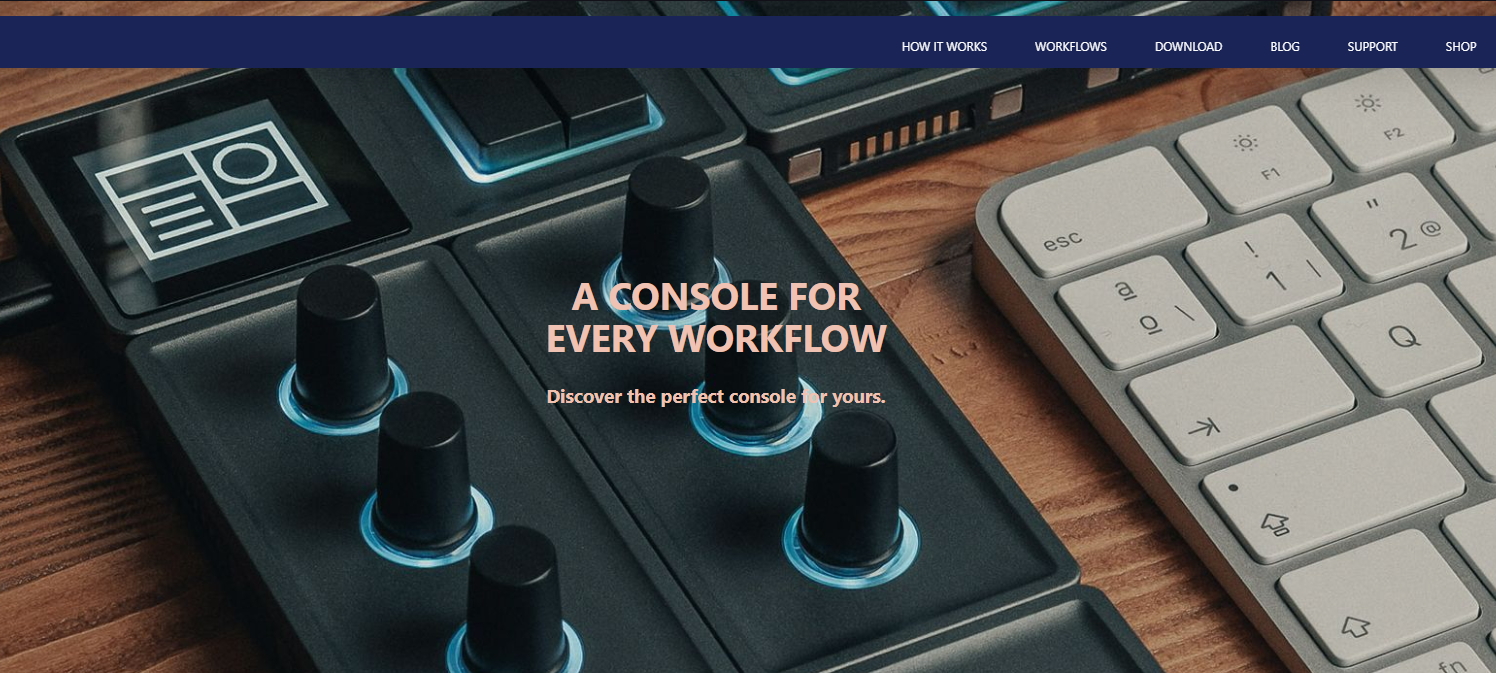 HOW IT WORKS WORKFLOWS DOWNLOAD BLOG SUPPORT SHOP
A CONSOLE FOR
EVERY WORKFLOW
Discover the perfect console for yours.
esc
F1
F2
! 1 |
" 2 @
Q
fn